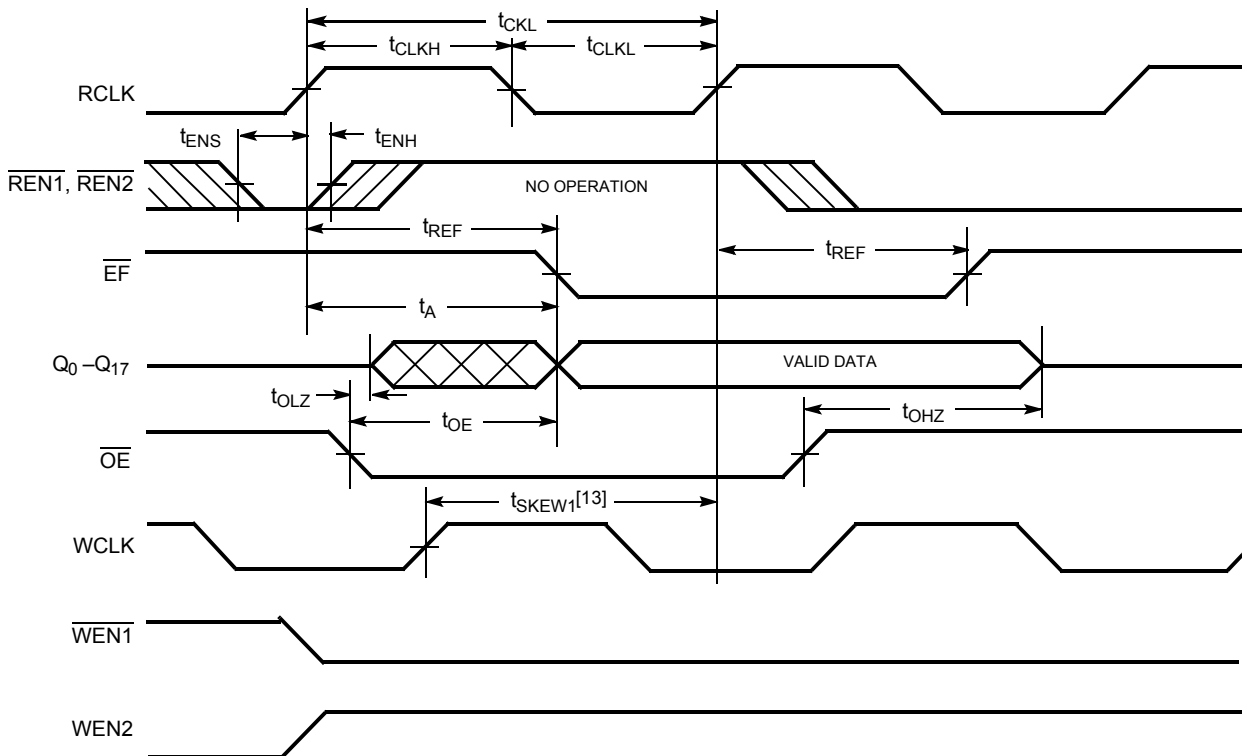 tCKL
tCLKH tCLKL
RCLK
tENS tENH
REN1, REN2
NO OPERATION
tREF
tREF
EF
tA
Q0 –Q17
VALID DATA
tOLZ
tOE
tOHZ
OE
tSKEW1[13]
WCLK
WEN1
WEN2